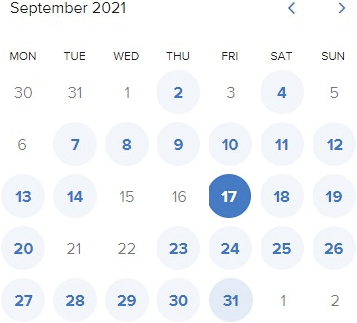 September 2021
MON TUE WED THU FRI SAT SUN
30 31 1 2 3 4 5
6 7 8 9 10 11 12
13 14 15 16 17 18 19
20 21 22 23 24 25 26
27 28 29 30 31 1 2